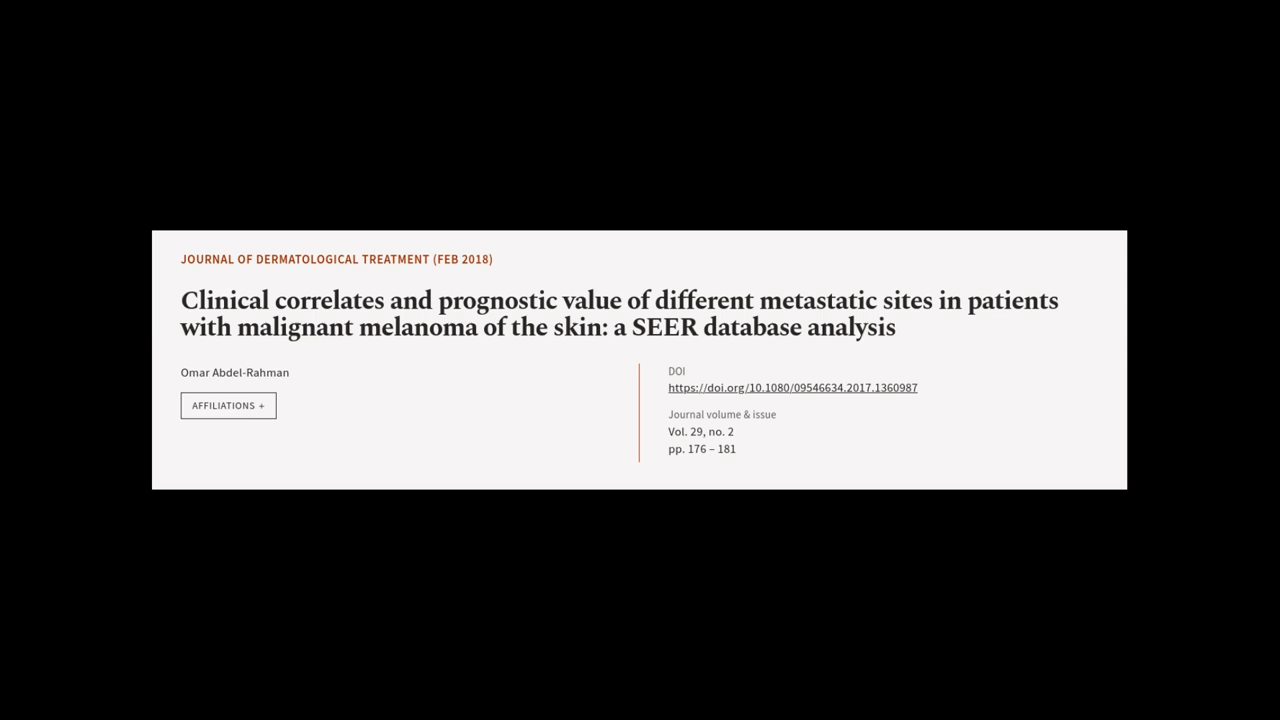 JOURNAL OF DERMATOLOGICAL TREATMENT (FEB 2018)
Clinical correlates and prognostic value of different metastatic sites in patients
with malignant melanoma of the skin: a SEER database analysis
Omar Abdel-Rahman
AFFILIATIONS +
DOI
https://doi.org/10.1080/09546634.2017.1360987
Journal volume & issue
Vol. 29, no. 2
pp. 176 – 181